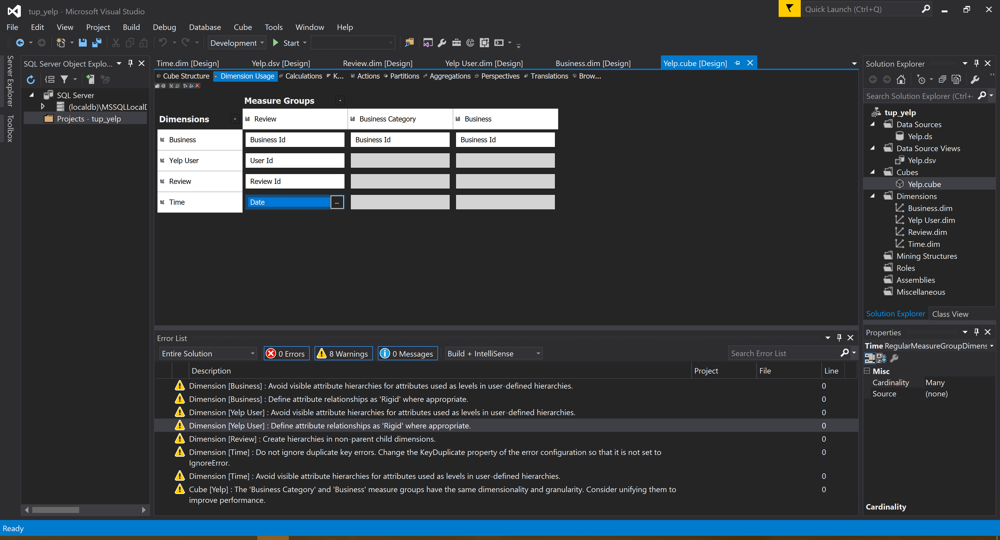 tup_yelp - Microsoft Visual Studio
Quick Launch (Ctrl+Q)
File Edit View Project Build Debug Database Cube Tools Window Help
Development Start
Server Explorer
Toolbox
SQL Server Object Explo...
SQL Server
(localdb)\MSSQLLocalD
Projects - tup_yelp
Time.dim [Design] Yelp.dsv [Design] Review.dim [Design] Yelp User.dim [Design] Business.dim [Design] Yelp.cube [Design]
Cube Structure Dimension Usage Calculations K... Actions Partitions Aggregations Perspectives Translations Brow...
Measure Groups
Dimensions Review Business Category Business
Business Business Id Business Id Business Id
Yelp User User Id
Review Review Id
Time Date ...
Error List
Entire Solution 0 Errors 8 Warnings 0 Messages Build + IntelliSense Search Error List
Description Project File Line
Dimension [Business] : Avoid visible attribute hierarchies for attributes used as levels in user-defined hierarchies. 0
Dimension [Business] : Define attribute relationships as 'Rigid' where appropriate. 0
Dimension [Yelp User] : Avoid visible attribute hierarchies for attributes used as levels in user-defined hierarchies. 0
Dimension [Yelp User] : Define attribute relationships as 'Rigid' where appropriate. 0
Dimension [Review] : Create hierarchies in non-parent child dimensions. 0
Dimension [Time] : Do not ignore duplicate key errors. Change the KeyDuplicate property of the error configuration so that it is not set to 0
IgnoreError.
Dimension [Time] : Avoid visible attribute hierarchies for attributes used as levels in user-defined hierarchies. 0
Cube [Yelp] : The 'Business Category' and 'Business' measure groups have the same dimensionality and granularity. Consider unifying them to 0
improve performance.
Solution Explorer
Search Solution Explorer (Ctrl+
tup_yelp
Data Sources
Yelp.ds
Data Source Views
Yelp.dsv
Cubes
Yelp.cube
Dimensions
Business.dim
Yelp User.dim
Review.dim
Time.dim
Mining Structures
Roles
Assemblies
Miscellaneous
Solution Explorer Class View
Properties
Time RegularMeasureGroupDimens
Misc
Cardinality Many
Source (none)
Cardinality
Ready